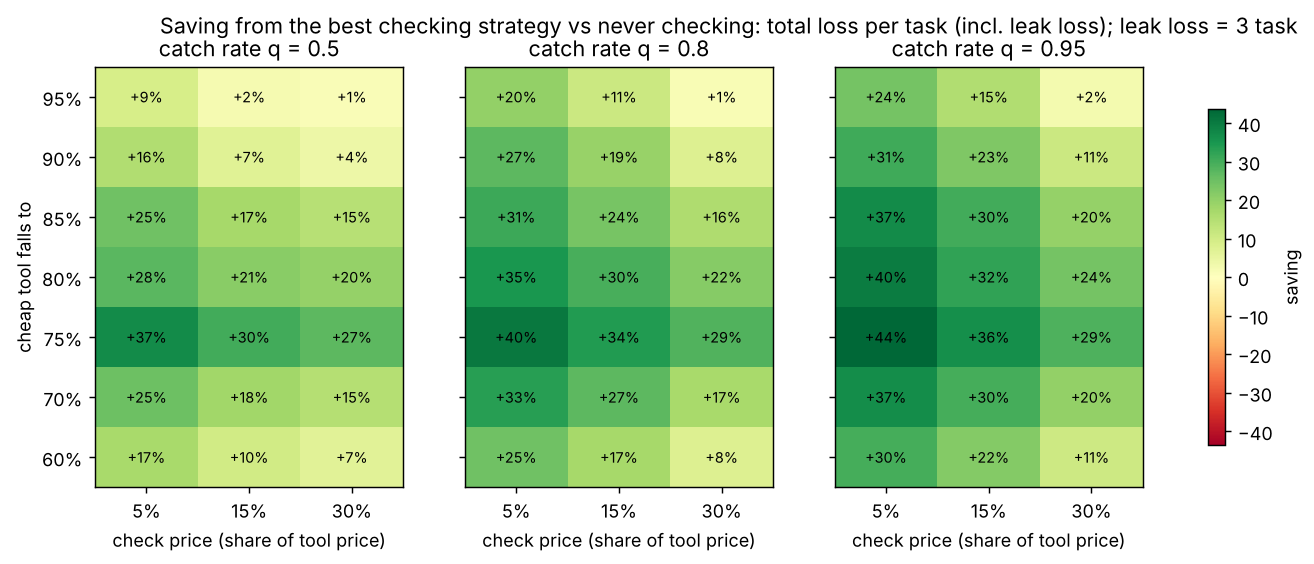 Saving from the best checking strategy vs never checking: total loss per task (incl. leak loss); leak loss = 3 task
catch rate q = 0.5 catch rate q = 0.8 catch rate q = 0.95
95% +9% +2% +1% +20% +11% +1% +24% +15% +2%
90% +16% +7% +4% +27% +19% +8% +31% +23% +11%
85% +25% +17% +15% +31% +24% +16% +37% +30% +20%
80% +28% +21% +20% +35% +30% +22% +40% +32% +24%
75% +37% +30% +27% +40% +34% +29% +44% +36% +29%
70% +25% +18% +15% +33% +27% +17% +37% +30% +20%
60% +17% +10% +7% +25% +17% +8% +30% +22% +11%
cheap tool falls to
5% 15% 30% 5% 15% 30% 5% 15% 30%
check price (share of tool price) check price (share of tool price) check price (share of tool price)
40
30
20
10
0
−10
−20
−30
−40
saving